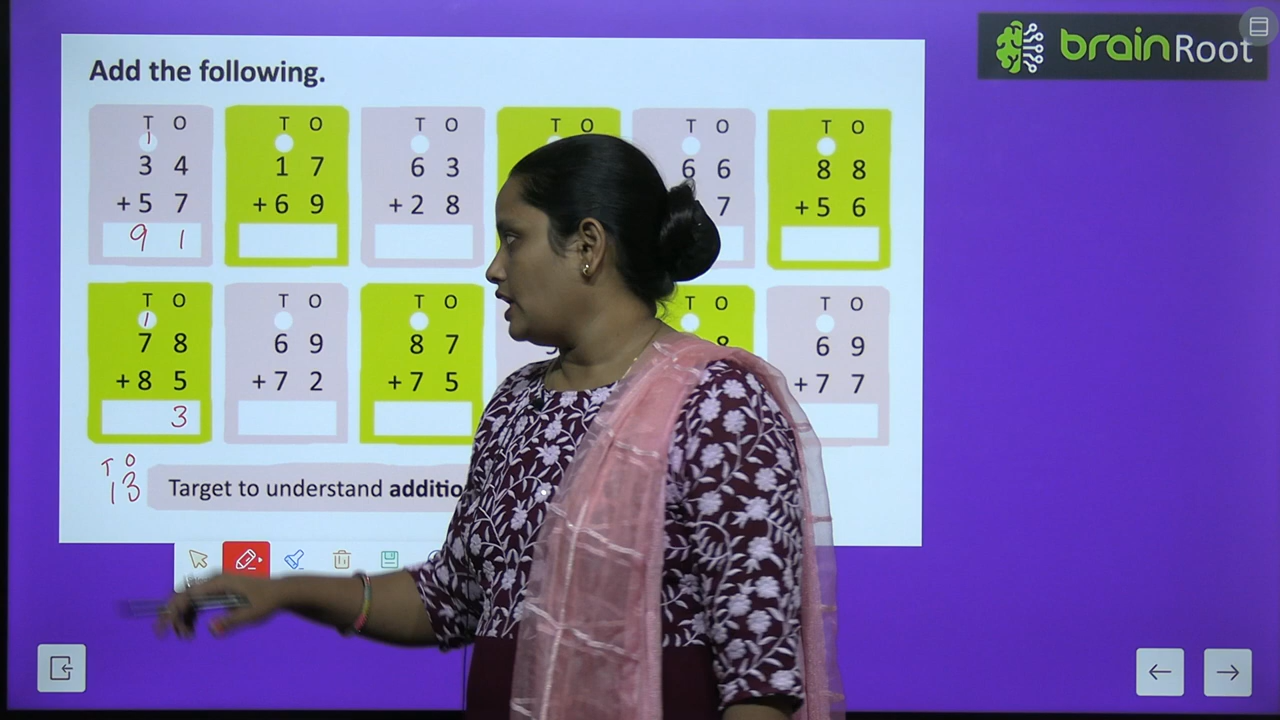 brainRoot
Add the following.
T O T O T O T O T O T O
1
3 4 1 7 6 3 6 6 8 8
+5 7 +6 9 +2 8 7 +5 6
9 1
T O T O T O T O T O
1
7 8 6 9 8 7 8 6 9
+8 5 +7 2 +7 5 +7 7
3
T O
13
Target to understand additio